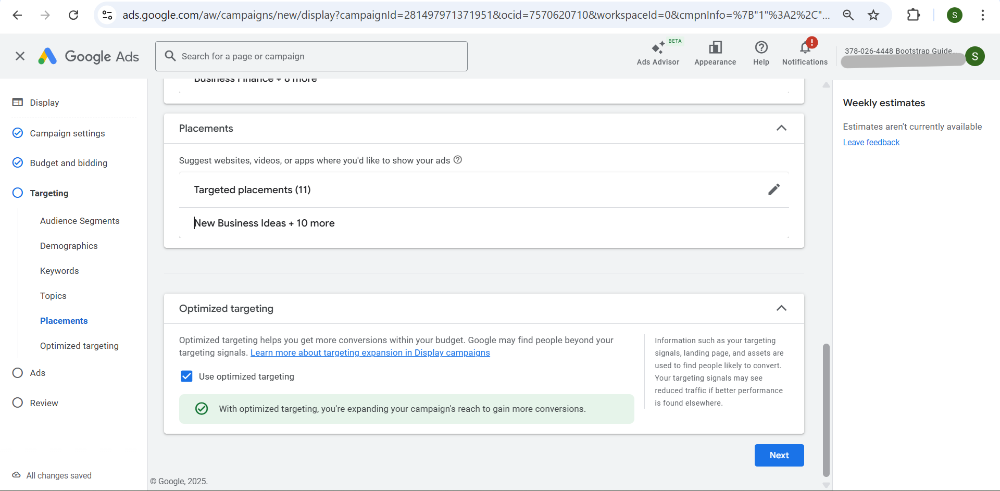 ads.google.com/aw/campaigns/new/display?campaignId=281497971371951&ocid=7570620710&workspaceId=0&cmpnInfo=%7B"1"%3A2%2C"...
S
Google Ads
Search for a page or campaign
BETA
Ads Advisor
Appearance
Help
!
Notifications
378-026-4448 Bootstrap Guide...
S
Display
Campaign settings
Budget and bidding
Targeting
Audience Segments
Demographics
Keywords
Topics
Placements
Optimized targeting
Ads
Review
All changes saved
Business Finance + 8 more
Placements
Suggest websites, videos, or apps where you'd like to show your ads
Targeted placements (11)
New Business Ideas + 10 more
Optimized targeting
Optimized targeting helps you get more conversions within your budget. Google may find people beyond your
targeting signals. Learn more about targeting expansion in Display campaigns
Use optimized targeting
With optimized targeting, you're expanding your campaign's reach to gain more conversions.
Information such as your targeting
signals, landing page, and assets are
used to find people likely to convert.
Your targeting signals may see
reduced traffic if better performance
is found elsewhere.
Next
© Google, 2025.
Weekly estimates
Estimates aren't currently available
Leave feedback